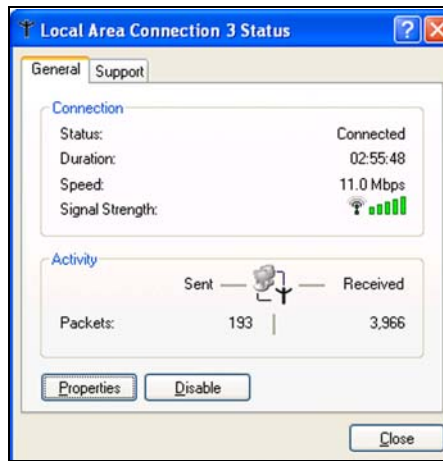 Local Area Connection 3 Status
General Support
Connection
Status: Connected
Duration: 02:55:48
Speed: 11.0 Mbps
Signal Strength:
Activity
Sent Received
Packets: 193 3,966
Properties Disable
Close